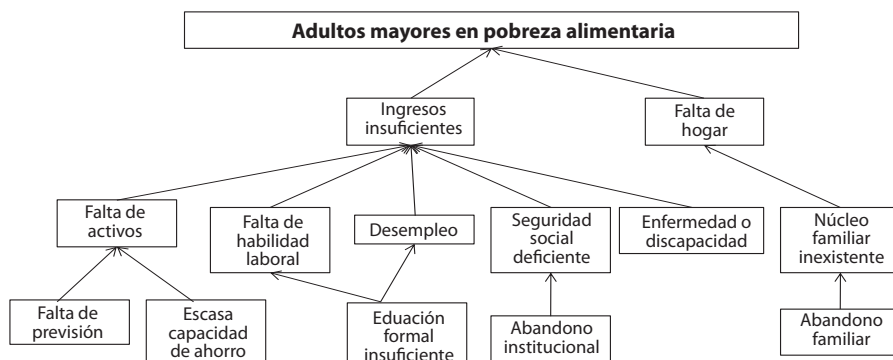 Adultos mayores en pobreza alimentaria
Ingresos
insuficientes
Falta de
hogar
Falta de
activos
Falta de
habilidad
laboral
Desempleo
Seguridad
social
deficiente
Enfermedad o
discapacidad
Núcleo
familiar
inexistente
Falta de
previsión
Escasa
capacidad
de ahorro
Eduación
formal
insuficiente
Abandono
institucional
Abandono
familiar